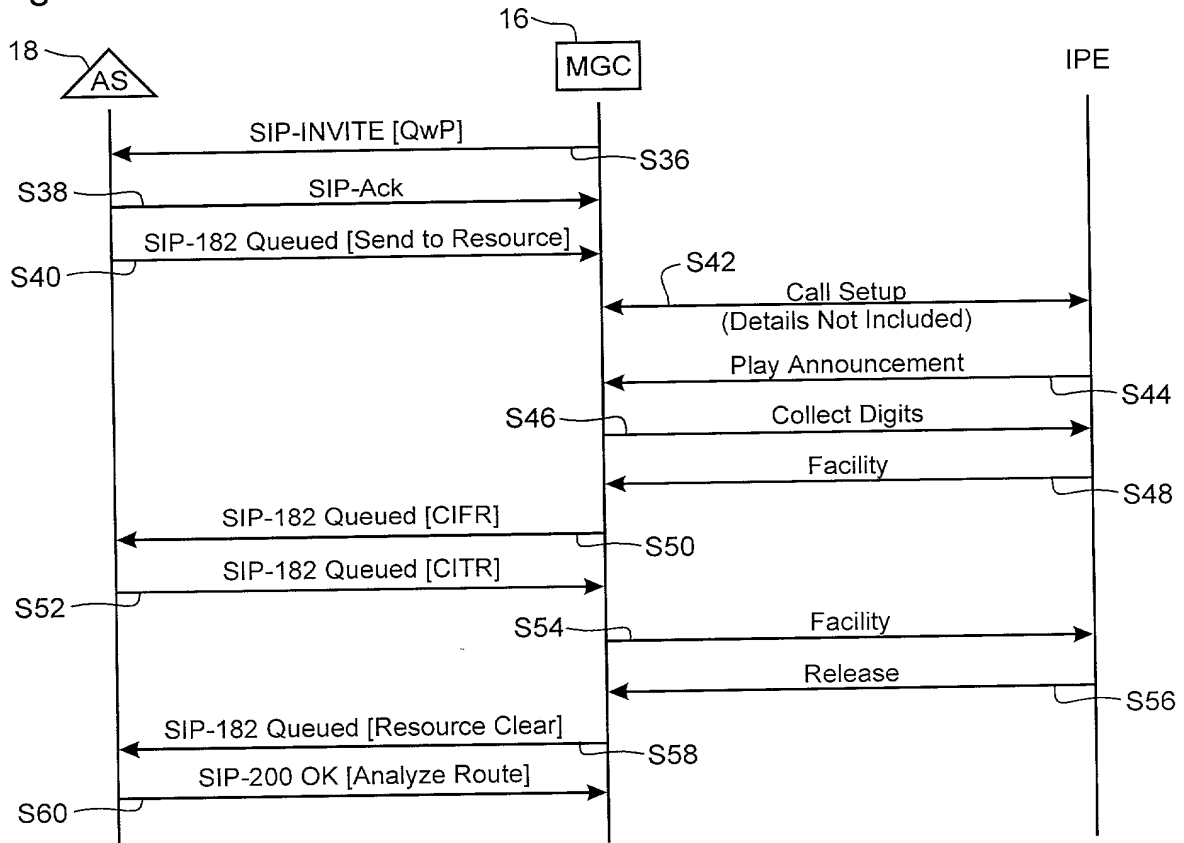 16
18
AS
MGC
IPE
SIP-INVITE [QwP]
S36
S38
SIP-Ack
SIP-182 Queued [Send to Resource]
S40
S42
Call Setup
(Details Not Included)
Play Announcement
S44
S46
Collect Digits
Facility
S48
SIP-182 Queued [CIFR]
S50
SIP-182 Queued [CITR]
S52
S54
Facility
Release
S56
SIP-182 Queued [Resource Clear]
S58
SIP-200 OK [Analyze Route]
S60